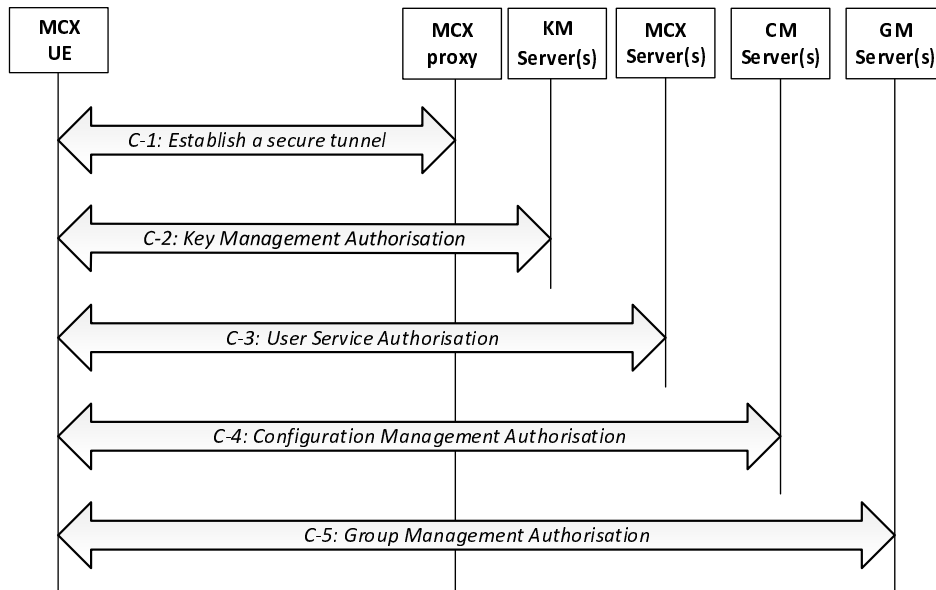 MCX
UE
MCX
proxy
KM
Server(s)
MCX
Server(s)
CM
Server(s)
GM
Server(s)
C-1: Establish a secure tunnel
C-2: Key Management Authorisation
C-3: User Service Authorisation
C-4: Configuration Management Authorisation
C-5: Group Management Authorisation